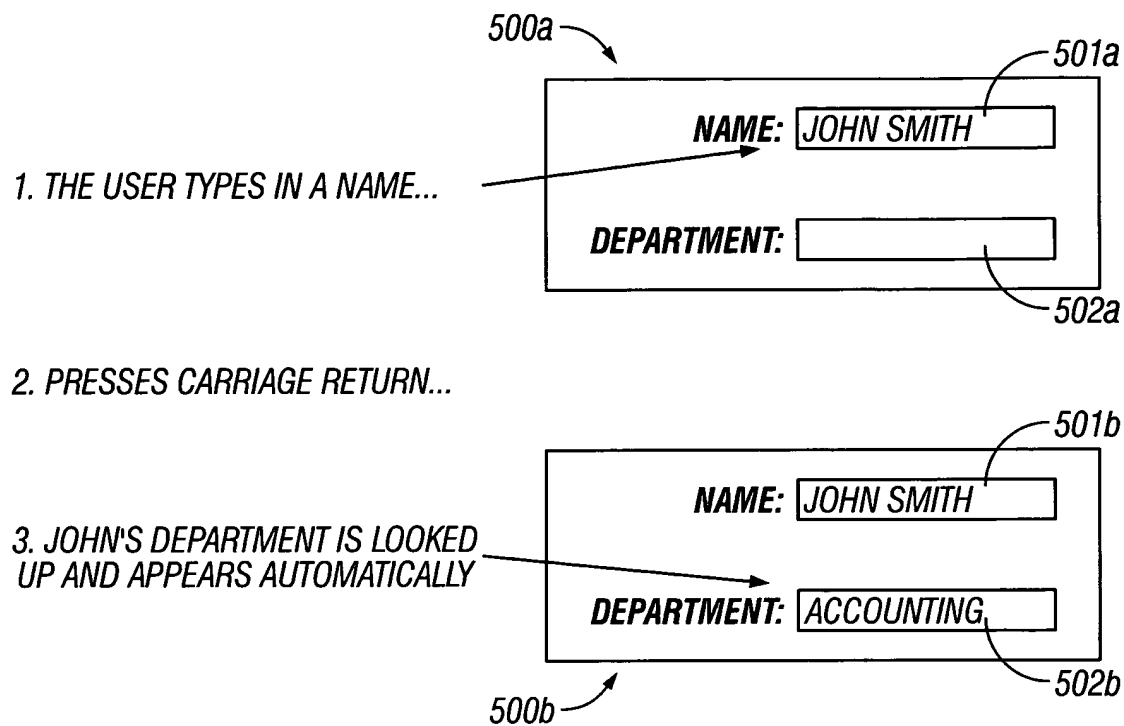 500a
501a
NAME: JOHN SMITH
1. THE USER TYPES IN A NAME...
DEPARTMENT:
502a
2. PRESSES CARRIAGE RETURN...
501b
NAME: JOHN SMITH
3. JOHN'S DEPARTMENT IS LOOKED
UP AND APPEARS AUTOMATICALLY
DEPARTMENT: ACCOUNTING
502b
500b